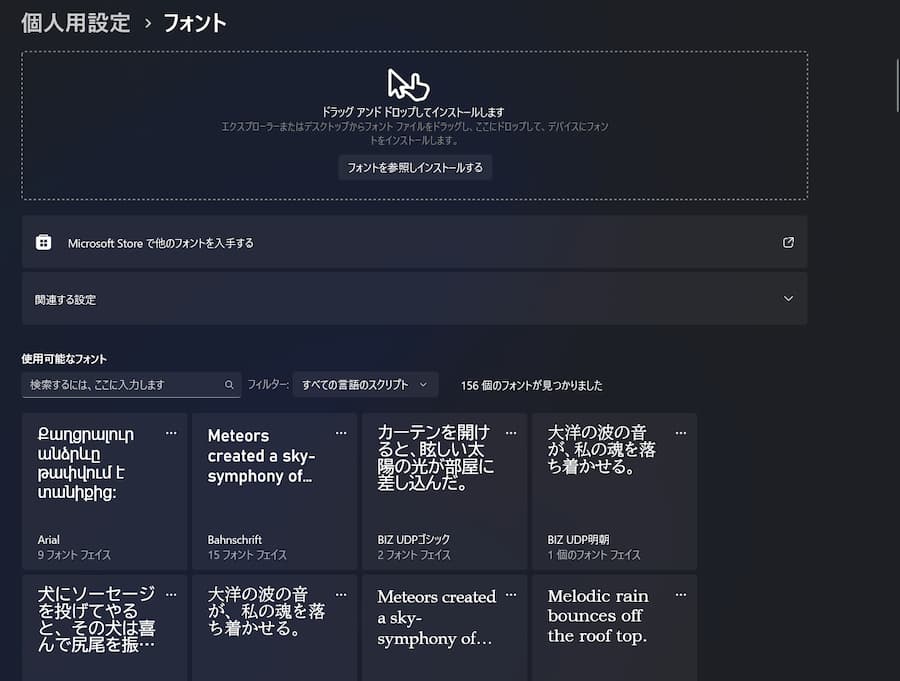 個人用設定 › フォント
ドラッグ アンド ドロップしてインストールします
エクスプローラーまたはデスクトップからフォント ファイルをドラッグし、ここにドロップして、デバイスにフォン
トをインストールします。
フォントを参照しインストールする
Microsoft Store で他のフォントを入手する
関連する設定
使用可能なフォント
検索するには、ここに入力します
フィルター:
すべての言語のスクリプト
156 個のフォントが見つかりました
Քաղցրալուր
անձրևը
թափվում է
տանիքից:
Arial
9 フォント フェイス
Meteors
created a sky-
symphony of...
Bahnschrift
15 フォント フェイス
カーテンを開け
ると、眩しい太
陽の光が部屋に
差し込んだ。
BIZ UDPゴシック
2 フォント フェイス
大洋の波の音
が、私の魂を落
ち着かせる。
BIZ UDP明朝
1 個のフォント フェイス
犬にソーセージ
を投げてやる
と、その犬は喜
んで尻尾を振…
大洋の波の音
が、私の魂を落
ち着かせる。
Meteors created
a sky-
symphony of...
Melodic rain
bounces off
the roof top.